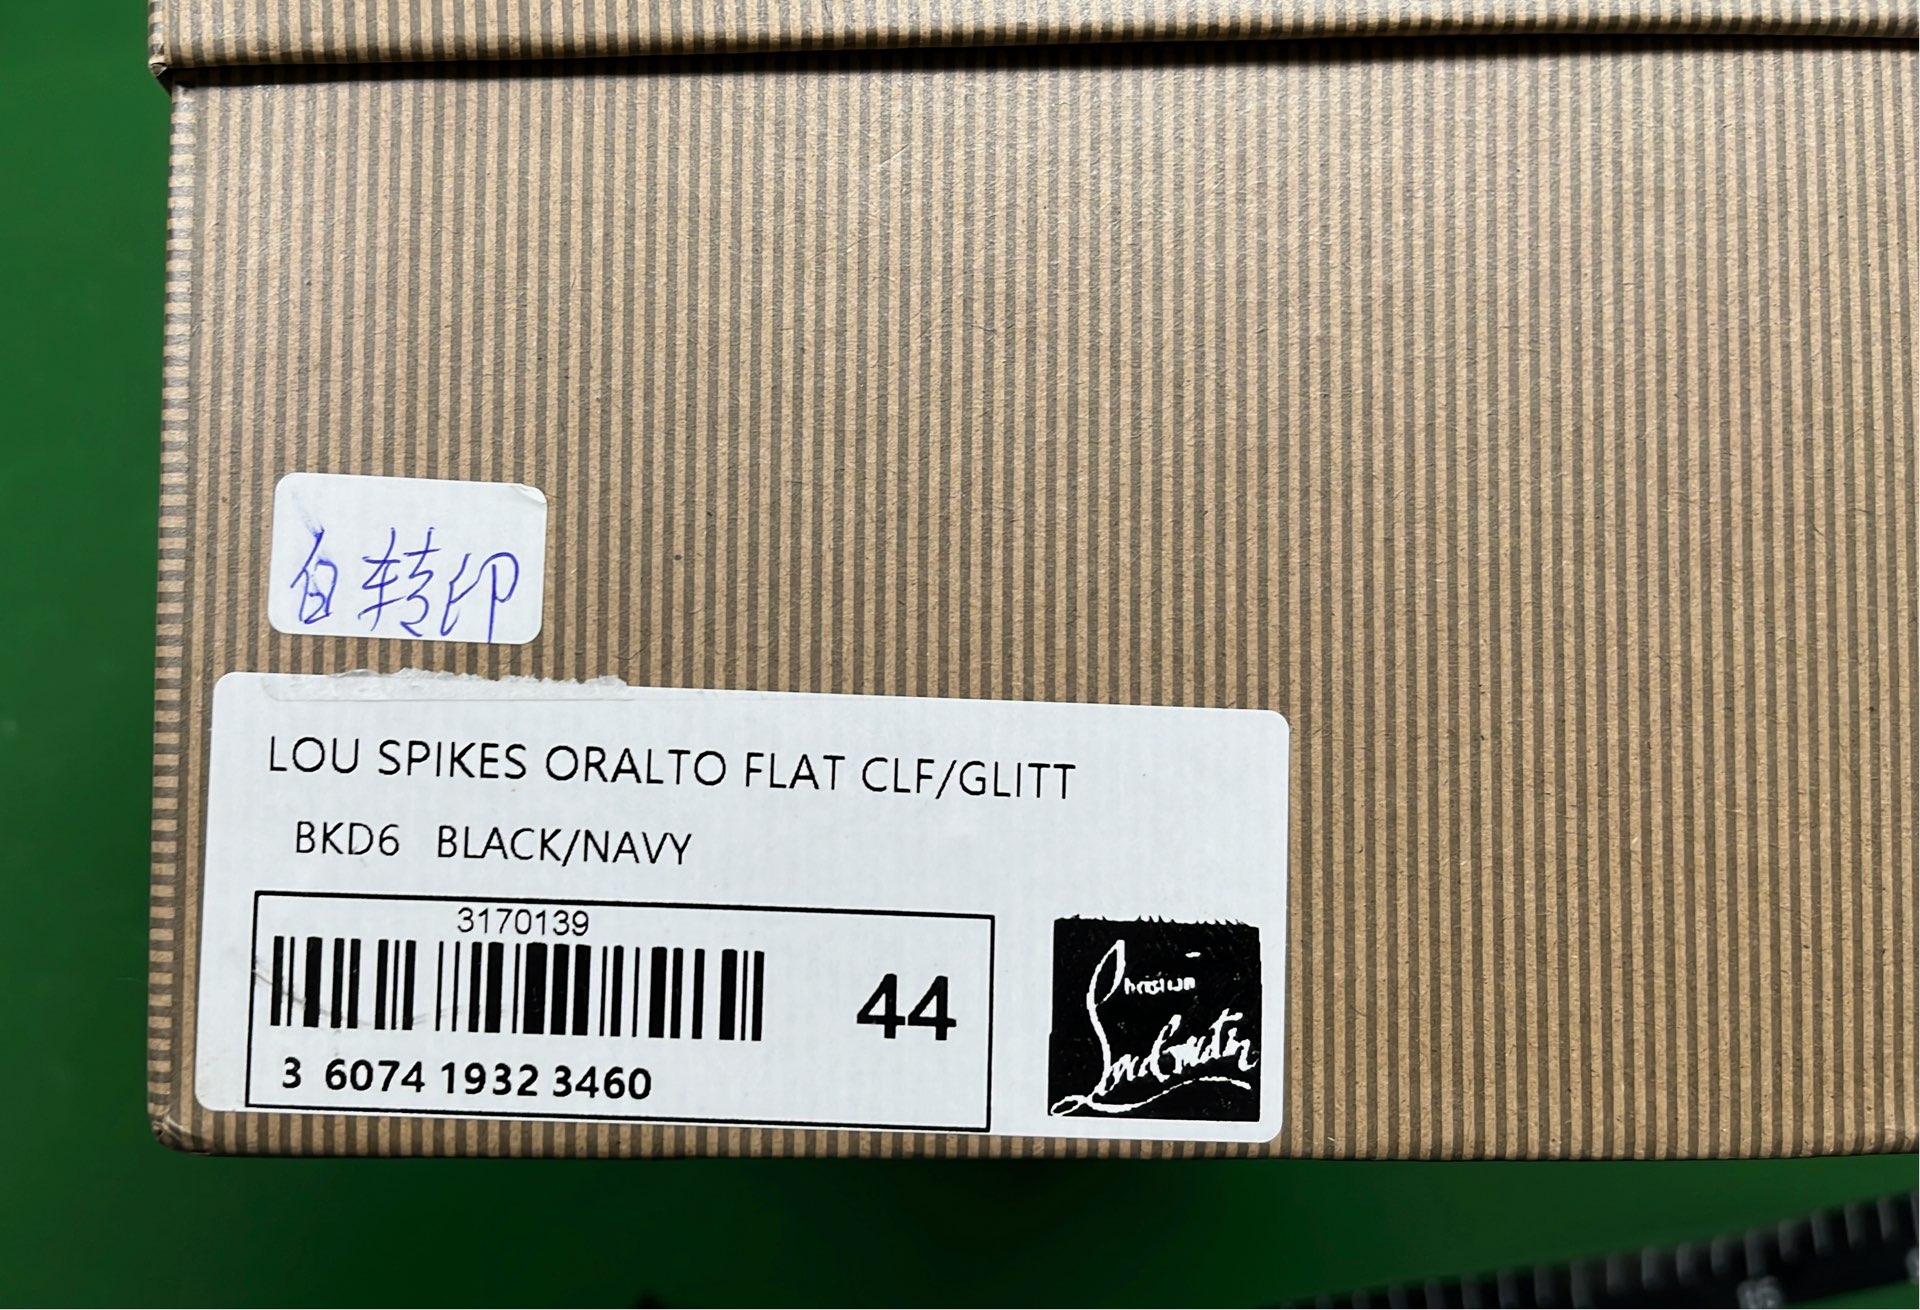 白转印
LOU SPIKES ORALTO FLAT CLF/GLITT
BKD6 BLACK/NAVY
3170139
44
3 6074 1932 3460
Christian
Louboutin